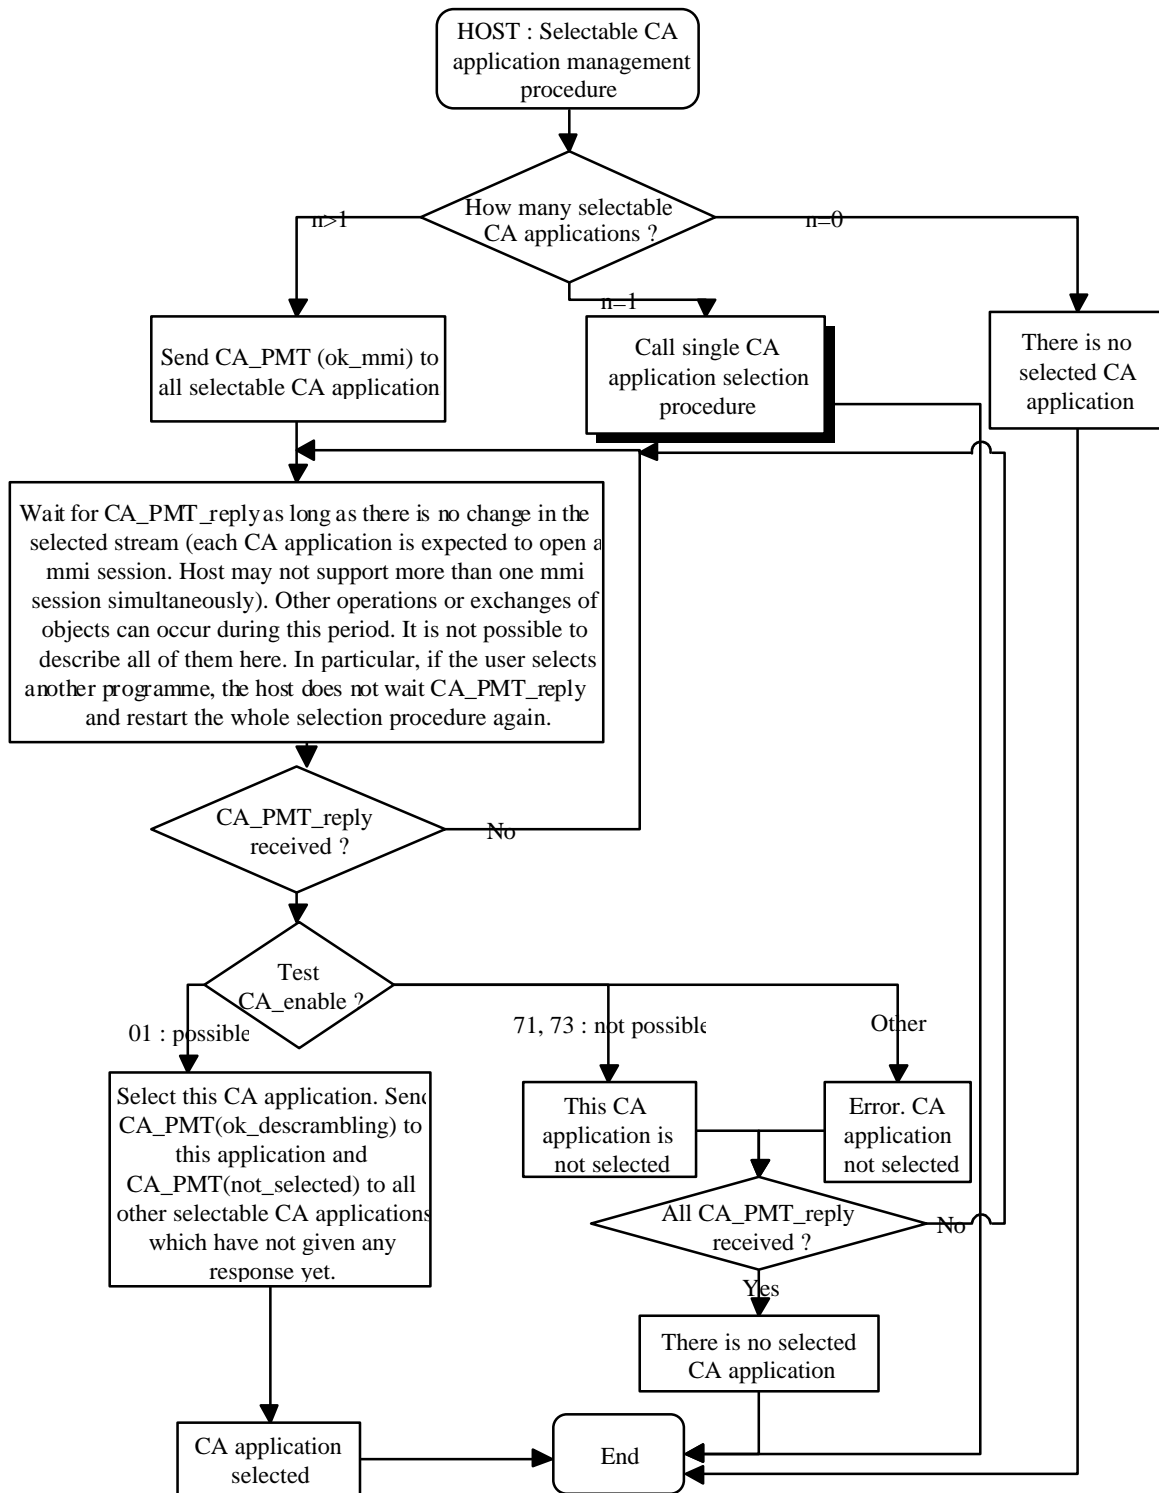 HOST : Selectable CA
application management
procedure
How many selectable
CA applications ?
n>1
n=0
n=1
Send CA_PMT (ok_mmi) to
all selectable CA application
Call single CA
application selection
procedure
There is no
selected CA
application
Wait for CA_PMT_reply as long as there is no change in the
selected stream (each CA application is expected to open a
mmi session. Host may not support more than one mmi
session simultaneously). Other operations or exchanges of
objects can occur during this period. It is not possible to
describe all of them here. In particular, if the user selects
another programme, the host does not wait CA_PMT_reply
and restart the whole selection procedure again.
CA_PMT_reply
received ?
No
Test
CA_enable ?
01 : possible
71, 73 : not possible
Other
Select this CA application. Send
CA_PMT(ok_descrambling) to
this application and
CA_PMT(not_selected) to all
other selectable CA applications
which have not given any
response yet.
This CA
application is
not selected
Error. CA
application
not selected
All CA_PMT_reply
received ?
No
Yes
There is no selected
CA application
CA application
selected
End